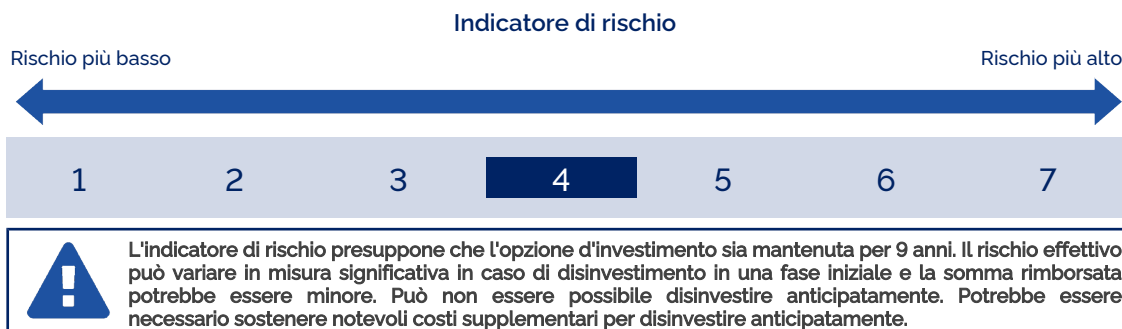 Indicatore di rischio
Rischio più basso Rischio più alto
1 2 3 4 5 6 7
L'indicatore di rischio presuppone che l'opzione d'investimento sia mantenuta per 9 anni. Il rischio effettivo
può variare in misura significativa in caso di disinvestimento in una fase iniziale e la somma rimborsata
potrebbe essere minore. Può non essere possibile disinvestire anticipatamente. Potrebbe essere
necessario sostenere notevoli costi supplementari per disinvestire anticipatamente.